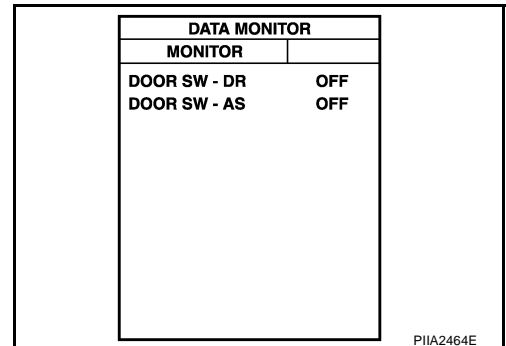 DATA MONITOR
MONITOR
DOOR SW - DR OFF
DOOR SW - AS OFF
PIIA2464E